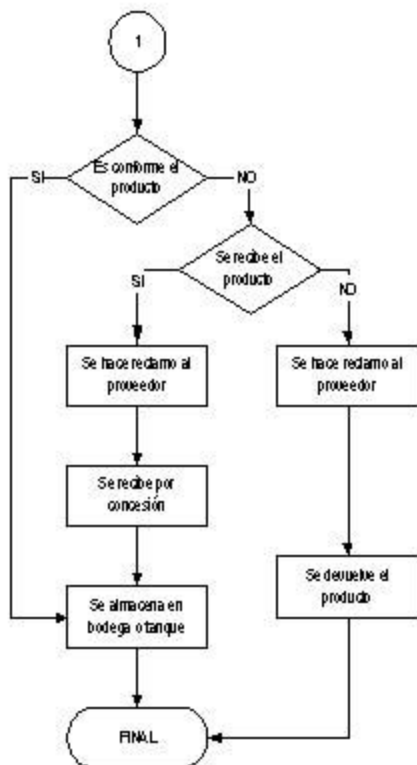 1
Es conforme el
producto
SI
NO
Se recibe el
producto
SI
NO
Se hace reclamo al
proveedor
Se hace reclamo al
proveedor
Se recibe por
concesión
Se devuelve el
producto
Se almacena en
bodega o tanque
FINAL